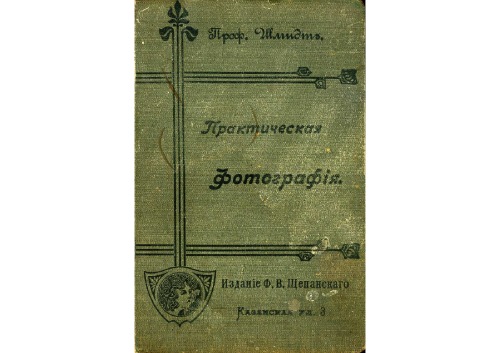 Проф. Шмидтъ.
Практическая
Фотографія.
Изданіе Ф. В. Щепанскаго
Казанская ул. 3